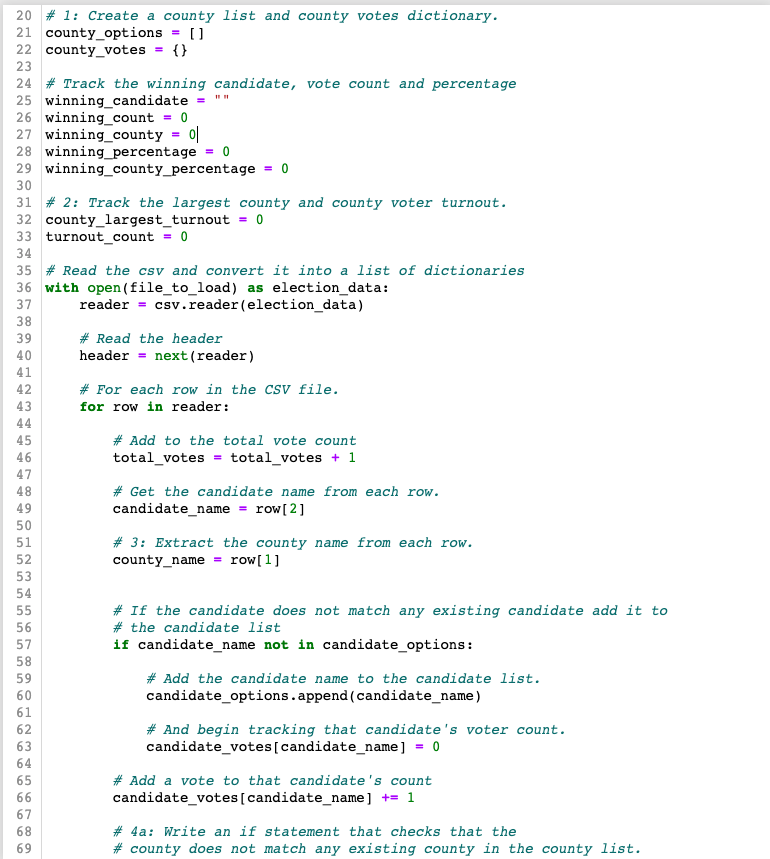 20 # 1: Create a county list and county votes dictionary.
21 county_options = []
22 county_votes = {}
23
24 # Track the winning candidate, vote count and percentage
25 winning_candidate = ""
26 winning_count = 0
27 winning_county = 0
28 winning_percentage = 0
29 winning_county_percentage = 0
30
31 # 2: Track the largest county and county voter turnout.
32 county_largest_turnout = 0
33 turnout_count = 0
34
35 # Read the csv and convert it into a list of dictionaries
36 with open(file_to_load) as election_data:
37     reader = csv.reader(election_data)
38
39     # Read the header
40     header = next(reader)
41
42     # For each row in the CSV file.
43     for row in reader:
44
45         # Add to the total vote count
46         total_votes = total_votes + 1
47
48         # Get the candidate name from each row.
49         candidate_name = row[2]
50
51         # 3: Extract the county name from each row.
52         county_name = row[1]
53
54
55         # If the candidate does not match any existing candidate add it to
56         # the candidate list
57         if candidate_name not in candidate_options:
58
59             # Add the candidate name to the candidate list.
60             candidate_options.append(candidate_name)
61
62             # And begin tracking that candidate's voter count.
63             candidate_votes[candidate_name] = 0
64
65         # Add a vote to that candidate's count
66         candidate_votes[candidate_name] += 1
67
68         # 4a: Write an if statement that checks that the
69         # county does not match any existing county in the county list.